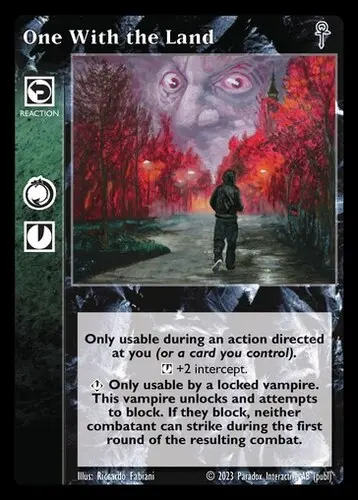 One With the Land
REACTION
Only usable during an action directed
at you (or a card you control).
+2 intercept.
Only usable by a locked vampire.
This vampire unlocks and attempts
to block. If they block, neither
combatant can strike during the first
round of the resulting combat.
Illus: Riccardo Fabiani © 2023 Paradox Interactive AB (publ)